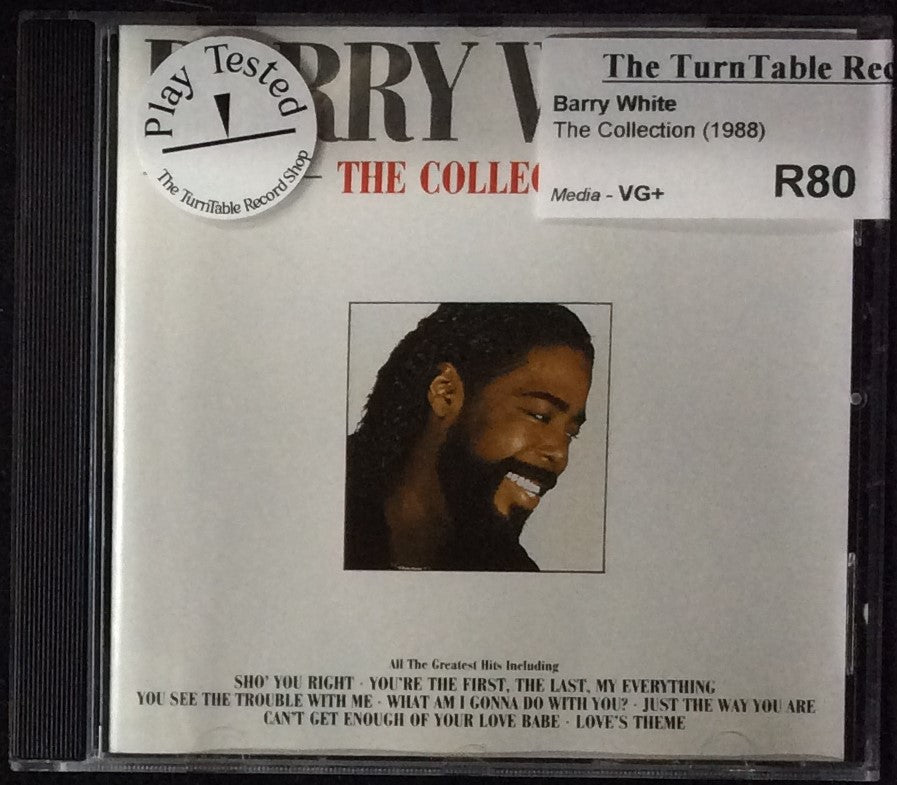 Play Tested
The TurnTable Record Shop
BARRY W
THE COLLEC
The TurnTable Rec
Barry White
The Collection (1988)
Media - VG+
R80
All The Greatest Hits Including
SHO' YOU RIGHT · YOU'RE THE FIRST, THE LAST, MY EVERYTHING
YOU SEE THE TROUBLE WITH ME · WHAT AM I GONNA DO WITH YOU? · JUST THE WAY YOU ARE
CAN'T GET ENOUGH OF YOUR LOVE BABE · LOVE'S THEME